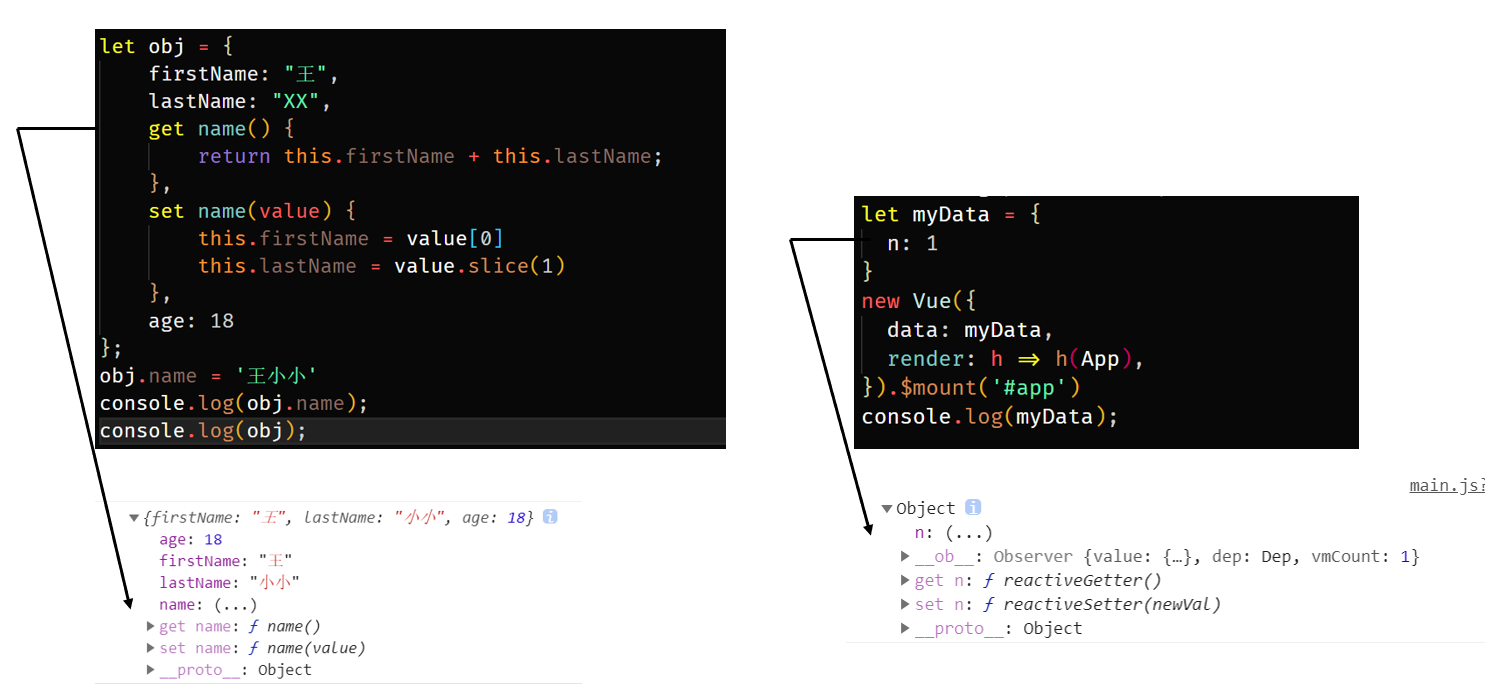 let obj = {
firstName: "王",
lastName: "XX",
get name() {
return this.firstName + this.lastName;
},
set name(value) {
this.firstName = value[0]
this.lastName = value.slice(1)
},
age: 18
};
obj.name = '王小小'
console.log(obj.name);
console.log(obj);
{firstName: "王", lastName: "小小", age: 18} i
age: 18
firstName: "王"
lastName: "小小"
name: (...)
get name: ƒ name()
set name: ƒ name(value)
__proto__: Object
let myData = {
n: 1
}
new Vue({
data: myData,
render: h => h(App),
}).$mount('#app')
console.log(myData);
main.js?
Object i
n: (...)
__ob__: Observer {value: {…}, dep: Dep, vmCount: 1}
get n: ƒ reactiveGetter()
set n: ƒ reactiveSetter(newVal)
__proto__: Object